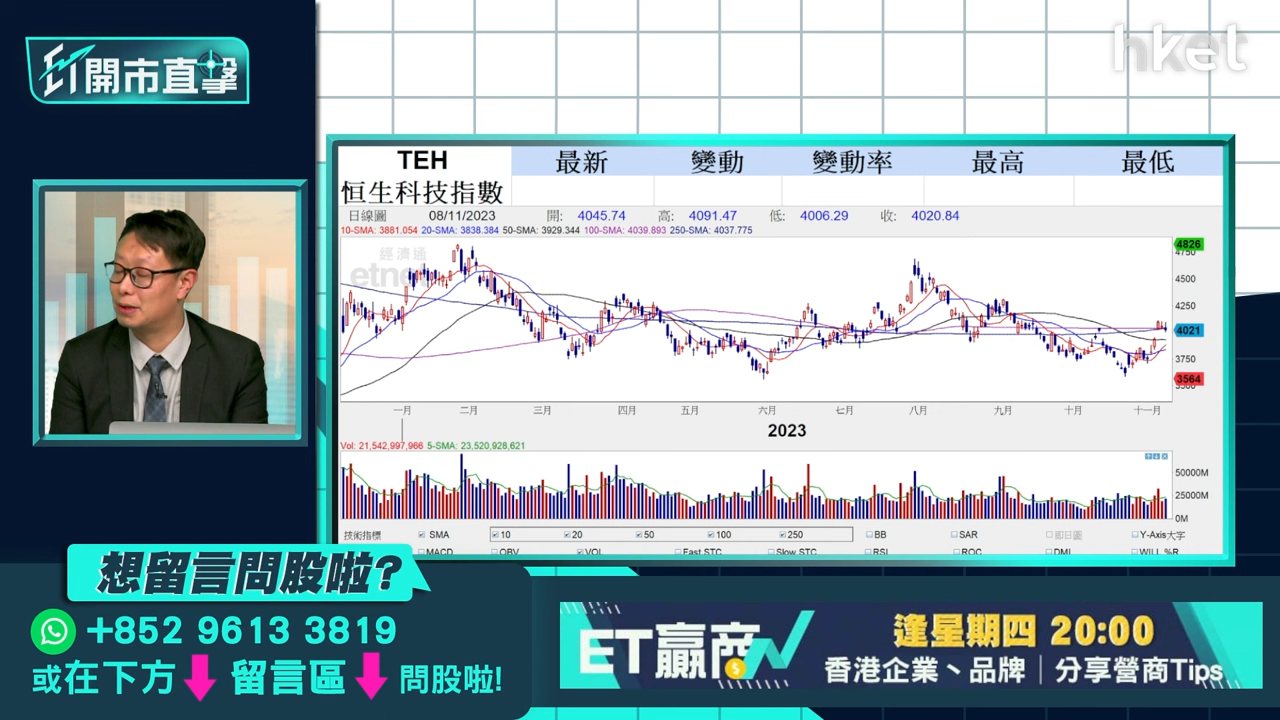 ET開市直擊
hket
TEH 最新 變動 變動率 最高 最低
恒生科技指數
日線圖 08/11/2023 開: 4045.74 高: 4091.47 低: 4006.29 收: 4020.84
10-SMA: 3881.054 20-SMA: 3838.384 50-SMA: 3929.344 100-SMA: 4039.893 250-SMA: 4037.775
經濟通
etnet
4826
4750
4500
4250
4021
3750
3564
3500
一月 二月 三月 四月 五月 六月 七月 八月 九月 十月 十一月
2023
Vol: 21,542,997,966 5-SMA: 23,520,928,621
50000M
25000M
0M
技術指標 SMA 10 20 50 100 250 BB SAR 即日圖 Y-Axis大字
MACD OBV VOL Fast STC Slow STC RSI ROC DMI WILL %R
想留言問股啦?
+852 9613 3819
或在下方 留言區 問股啦!
ET贏商
逢星期四 20:00
香港企業、品牌｜分享營商Tips